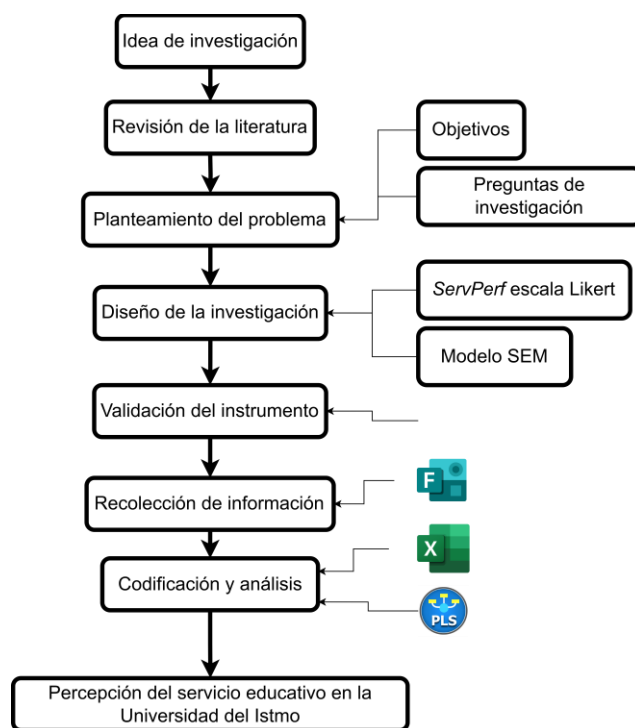 Idea de investigación
Revisión de la literatura
Objetivos
Preguntas de
investigación
Planteamiento del problema
ServPerf escala Likert
Diseño de la investigación
Modelo SEM
Validación del instrumento
Recolección de información
F
X
Codificación y análisis
PLS
Percepción del servicio educativo en la
Universidad del Istmo